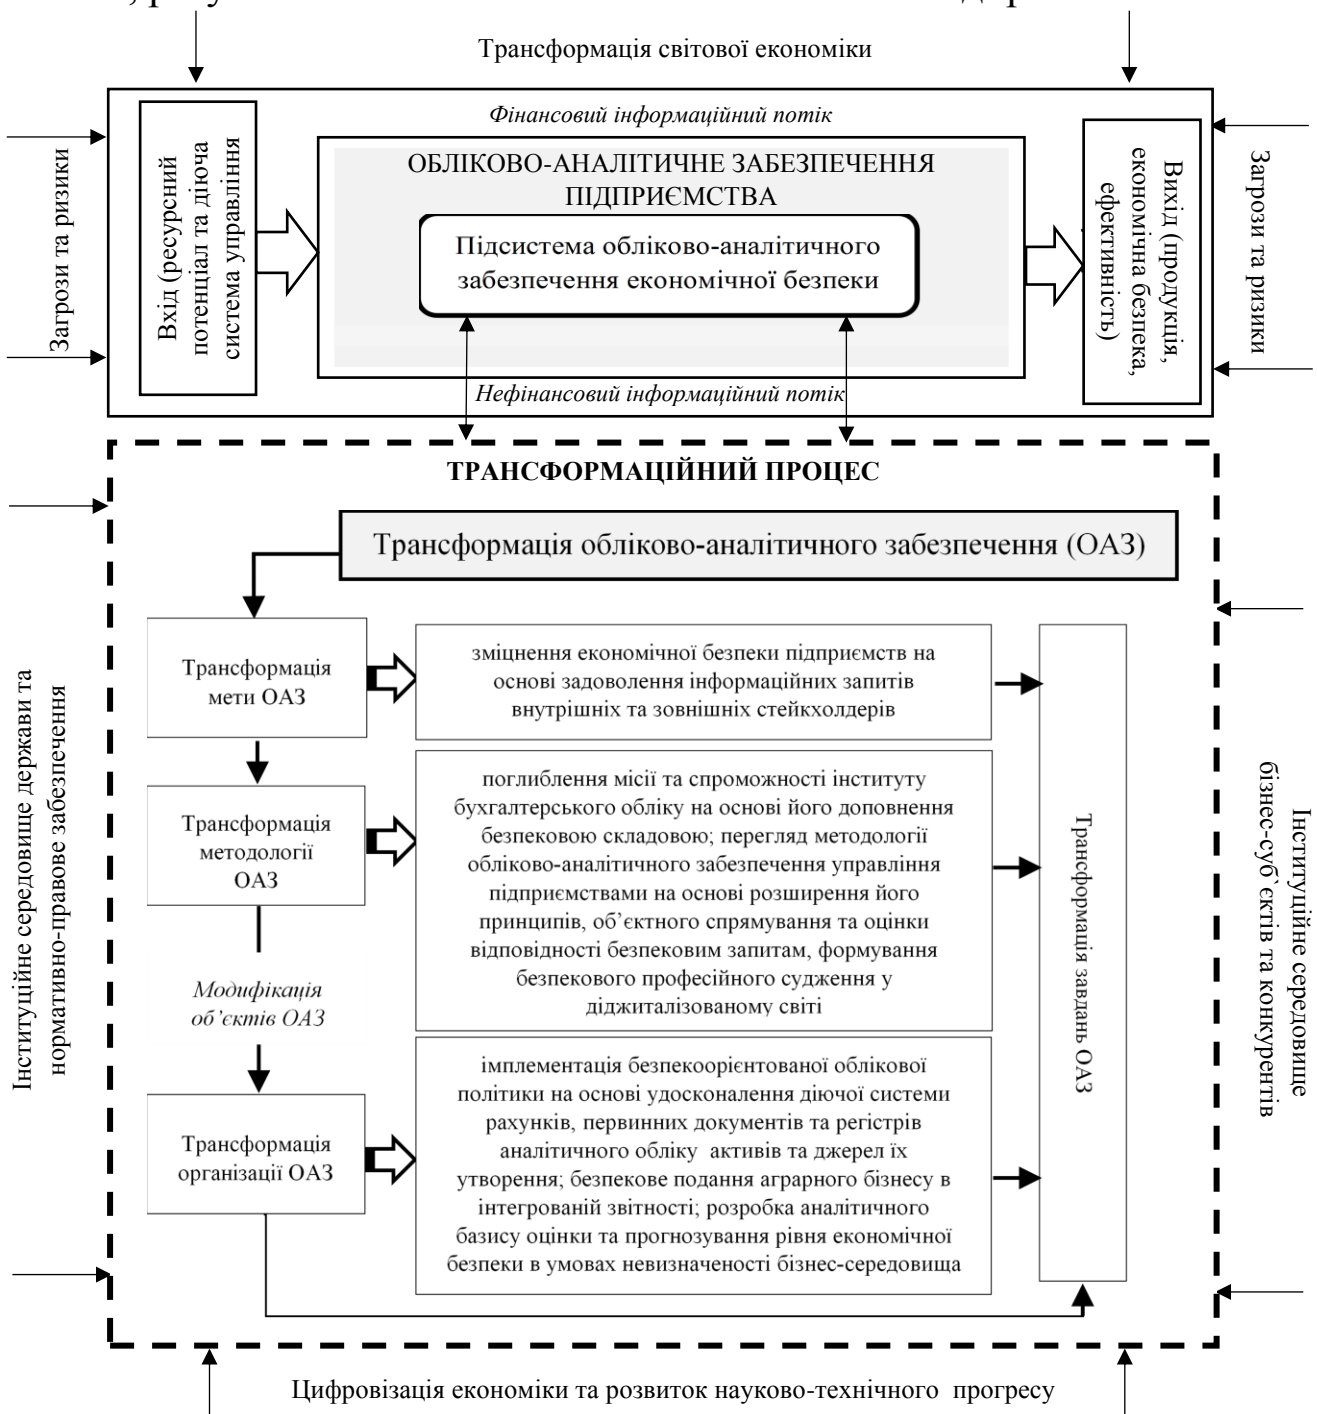 Трансформація світової економіки
Фінансовий інформаційний потік
Загрози та ризики
Вхід (ресурсний
потенціал та діюча
система управління
ОБЛІКОВО-АНАЛІТИЧНЕ ЗАБЕЗПЕЧЕННЯ
ПІДПРИЄМСТВА
Підсистема обліково-аналітичного
забезпечення економічної безпеки
Вихід (продукція,
економічна безпека,
ефективність)
Загрози та ризики
Нефінансовий інформаційний потік
ТРАНСФОРМАЦІЙНИЙ ПРОЦЕС
Трансформація обліково-аналітичного забезпечення (ОАЗ)
Інституційне середовище держави та
нормативно-правове забезпечення
Трансформація
мети ОАЗ
зміцнення економічної безпеки підприємств на
основі задоволення інформаційних запитів
внутрішніх та зовнішніх стейкхолдерів
Трансформація
методології
ОАЗ
поглиблення місії та спроможності інституту
бухгалтерського обліку на основі його доповнення
безпековою складовою; перегляд методології
обліково-аналітичного забезпечення управління
підприємствами на основі розширення його
принципів, об’єктного спрямування та оцінки
відповідності безпековим запитам, формування
безпекового професійного судження у
діджиталізованому світі
Модифікація
об’єктів ОАЗ
Трансформація
організації ОАЗ
імплементація безпекоорієнтованої облікової
політики на основі удосконалення діючої системи
рахунків, первинних документів та регістрів
аналітичного обліку активів та джерел їх
утворення; безпекове подання аграрного бізнесу в
інтегрованій звітності; розробка аналітичного
базису оцінки та прогнозування рівня економічної
безпеки в умовах невизначеності бізнес-середовища
Трансформація завдань ОАЗ
Інституційне середовище
бізнес-суб`єктів та конкурентів
Цифровізація економіки та розвиток науково-технічного прогресу